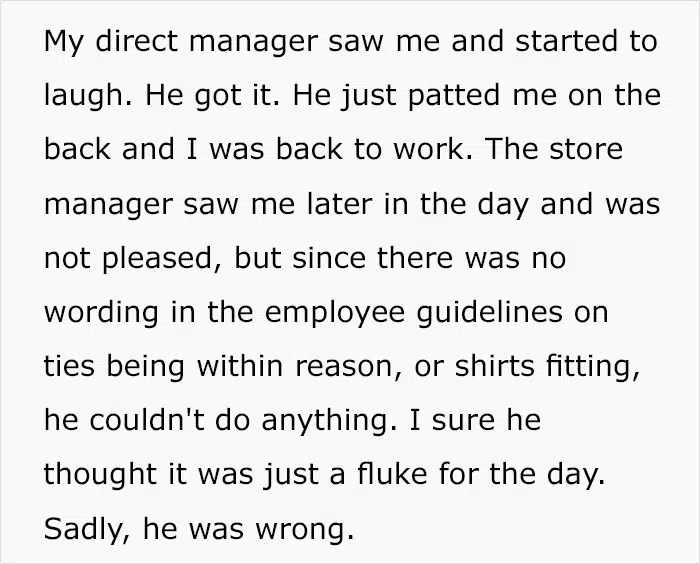 My direct manager saw me and started to
laugh. He got it. He just patted me on the
back and I was back to work. The store
manager saw me later in the day and was
not pleased, but since there was no
wording in the employee guidelines on
ties being within reason, or shirts fitting,
he couldn't do anything. I sure he
thought it was just a fluke for the day.
Sadly, he was wrong.